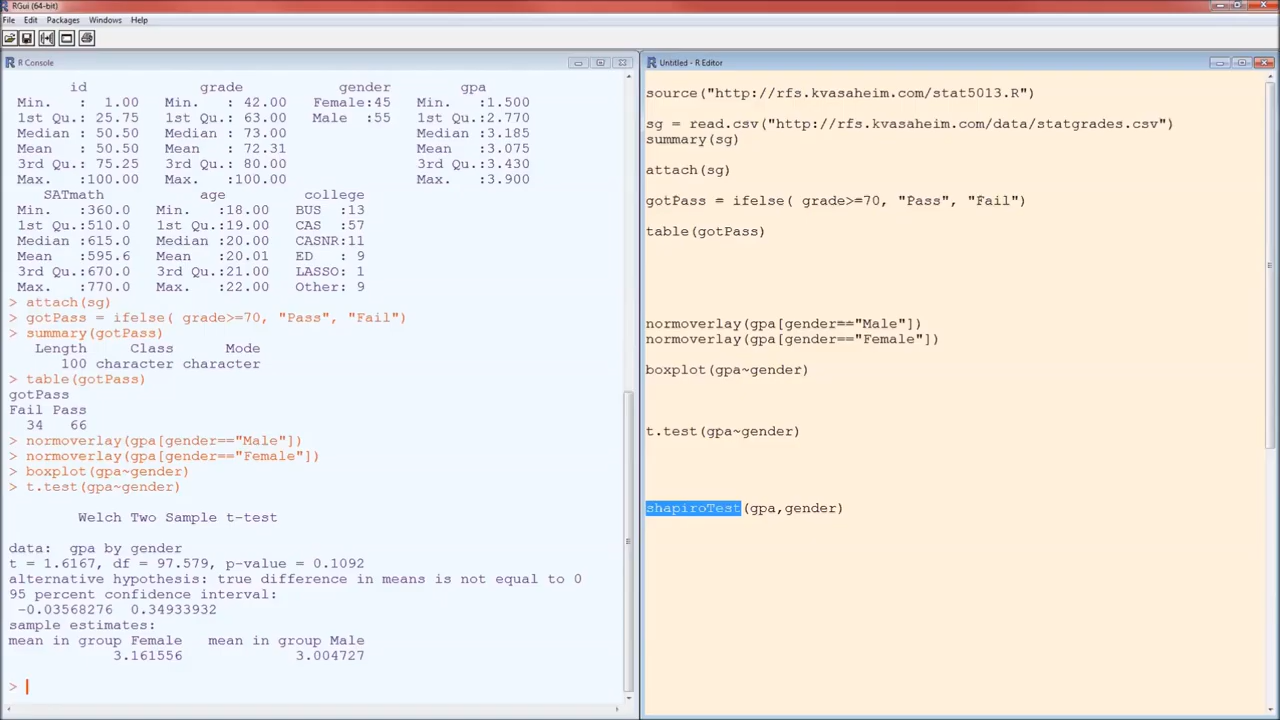 RGui (64-bit)
File Edit Packages Windows Help
R Console
id grade gender gpa
Min. : 1.00 Min. : 42.00 Female:45 Min. :1.500
1st Qu.: 25.75 1st Qu.: 63.00 Male :55 1st Qu.:2.770
Median : 50.50 Median : 73.00 Median :3.185
Mean : 50.50 Mean : 72.31 Mean :3.075
3rd Qu.: 75.25 3rd Qu.: 80.00 3rd Qu.:3.430
Max. :100.00 Max. :100.00 Max. :3.900
SATmath age college
Min. :360.0 Min. :18.00 BUS :13
1st Qu.:510.0 1st Qu.:19.00 CAS :57
Median :615.0 Median :20.00 CASNR:11
Mean :595.6 Mean :20.01 ED : 9
3rd Qu.:670.0 3rd Qu.:21.00 LASSO: 1
Max. :770.0 Max. :22.00 Other: 9
> attach(sg)
> gotPass = ifelse( grade>=70, "Pass", "Fail")
> summary(gotPass)
Length Class Mode
100 character character
> table(gotPass)
gotPass
Fail Pass
34 66
> normoverlay(gpa[gender=="Male"])
> normoverlay(gpa[gender=="Female"])
> boxplot(gpa~gender)
> t.test(gpa~gender)
Welch Two Sample t-test
data: gpa by gender
t = 1.6167, df = 97.579, p-value = 0.1092
alternative hypothesis: true difference in means is not equal to 0
95 percent confidence interval:
-0.03568276 0.34933932
sample estimates:
mean in group Female mean in group Male
3.161556 3.004727
>
Untitled - R Editor
source("http://rfs.kvasaheim.com/stat5013.R")
sg = read.csv("http://rfs.kvasaheim.com/data/statgrades.csv")
summary(sg)
attach(sg)
gotPass = ifelse( grade>=70, "Pass", "Fail")
table(gotPass)
normoverlay(gpa[gender=="Male"])
normoverlay(gpa[gender=="Female"])
boxplot(gpa~gender)
t.test(gpa~gender)
shapiroTest(gpa,gender)